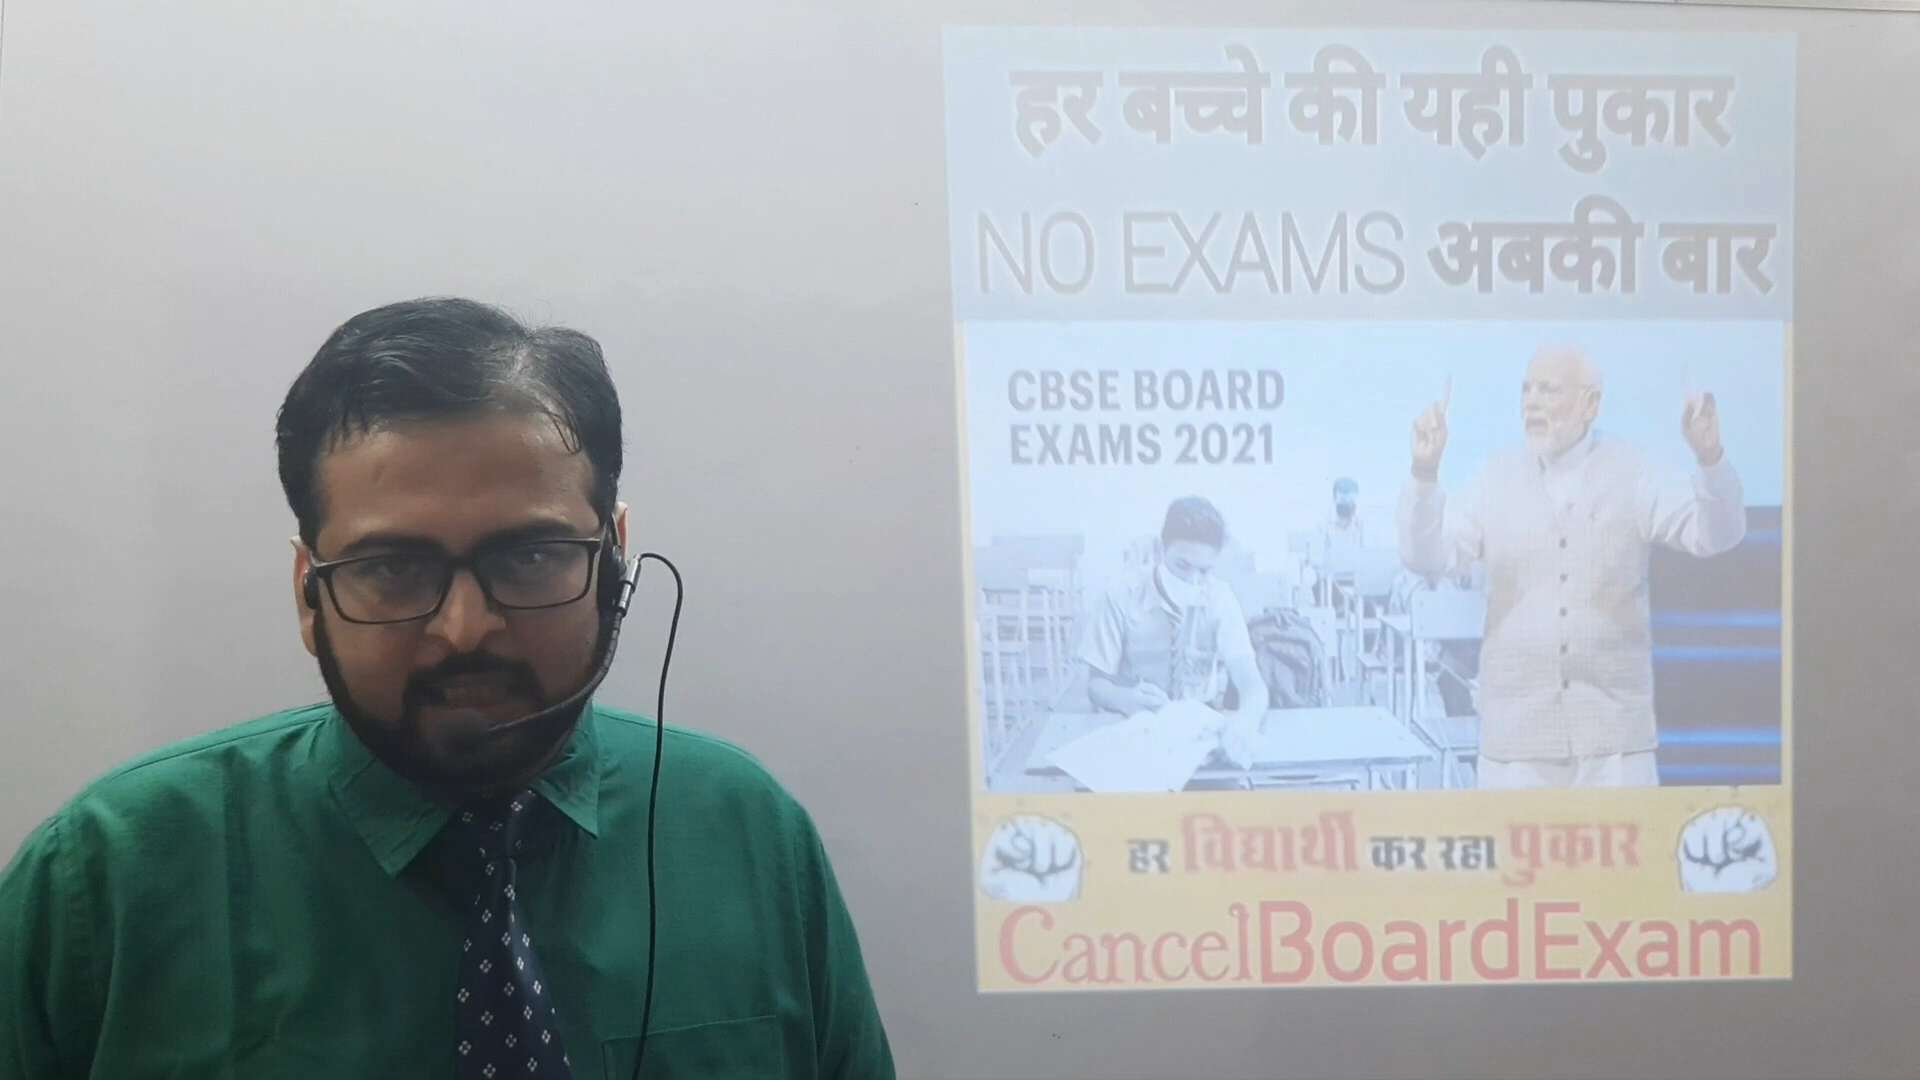 हर बच्चे की यही पुकार
NO EXAMS अबकी बार
CBSE BOARD
EXAMS 2021
हर विद्यार्थी कर रहा पुकार
CancelBoardExam